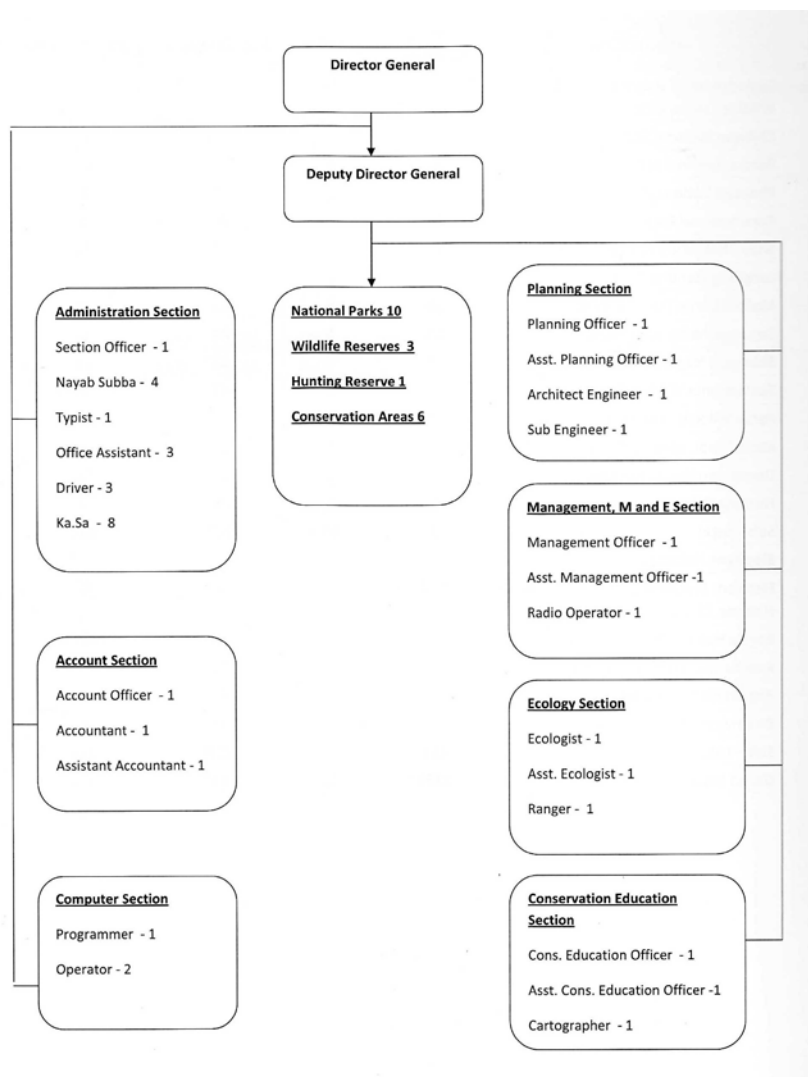 Director General
Deputy Director General
Administration Section
Section Officer - 1
Nayab Subba - 4
Typist - 1
Office Assistant - 3
Driver - 3
Ka.Sa - 8
Account Section
Account Officer - 1
Accountant - 1
Assistant Accountant - 1
Computer Section
Programmer - 1
Operator - 2
National Parks 10
Wildlife Reserves 3
Hunting Reserve 1
Conservation Areas 6
Planning Section
Planning Officer - 1
Asst. Planning Officer - 1
Architect Engineer - 1
Sub Engineer - 1
Management, M and E Section
Management Officer - 1
Asst. Management Officer -1
Radio Operator - 1
Ecology Section
Ecologist - 1
Asst. Ecologist - 1
Ranger - 1
Conservation Education
Section
Cons. Education Officer - 1
Asst. Cons. Education Officer -1
Cartographer - 1